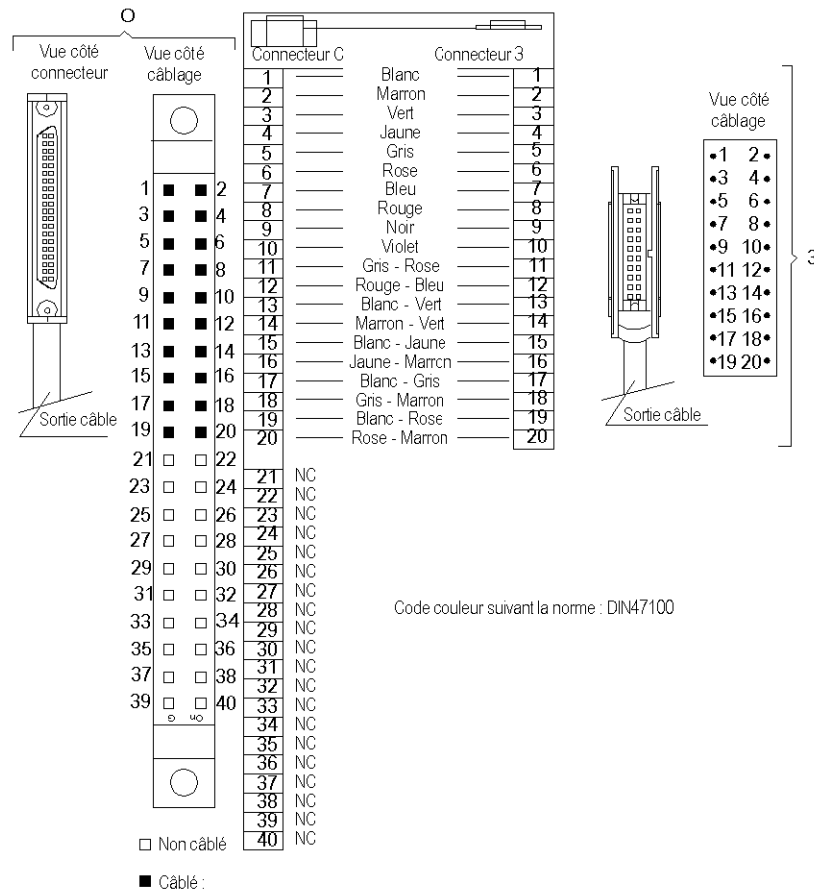 O
Vue côté connecteur
Vue côté câblage
1 2
3 4
5 6
7 8
9 10
11 12
13 14
15 16
17 18
19 20
21 22
23 24
25 26
27 28
29 30
31 32
33 34
35 36
37 38
39 40
G On
Sortie câble
□ Non câblé
■ Câblé :
Connecteur C Connecteur 3
1 Blanc 1
2 Marron 2
3 Vert 3
4 Jaune 4
5 Gris 5
6 Rose 6
7 Bleu 7
8 Rouge 8
9 Noir 9
10 Violet 10
11 Gris - Rose 11
12 Rouge - Bleu 12
13 Blanc - Vert 13
14 Marron - Vert 14
15 Blanc - Jaune 15
16 Jaune - Marron 16
17 Blanc - Gris 17
18 Gris - Marron 18
19 Blanc - Rose 19
20 Rose - Marron 20
21 NC
22 NC
23 NC
24 NC
25 NC
26 NC
27 NC
28 NC
29 NC
30 NC
31 NC
32 NC
33 NC
34 NC
35 NC
36 NC
37 NC
38 NC
39 NC
40 NC
Code couleur suivant la norme : DIN47100
Vue côté câblage
•1 2•
•3 4•
•5 6•
•7 8•
•9 10•
•11 12•
•13 14•
•15 16•
•17 18•
•19 20•
3
Sortie câble